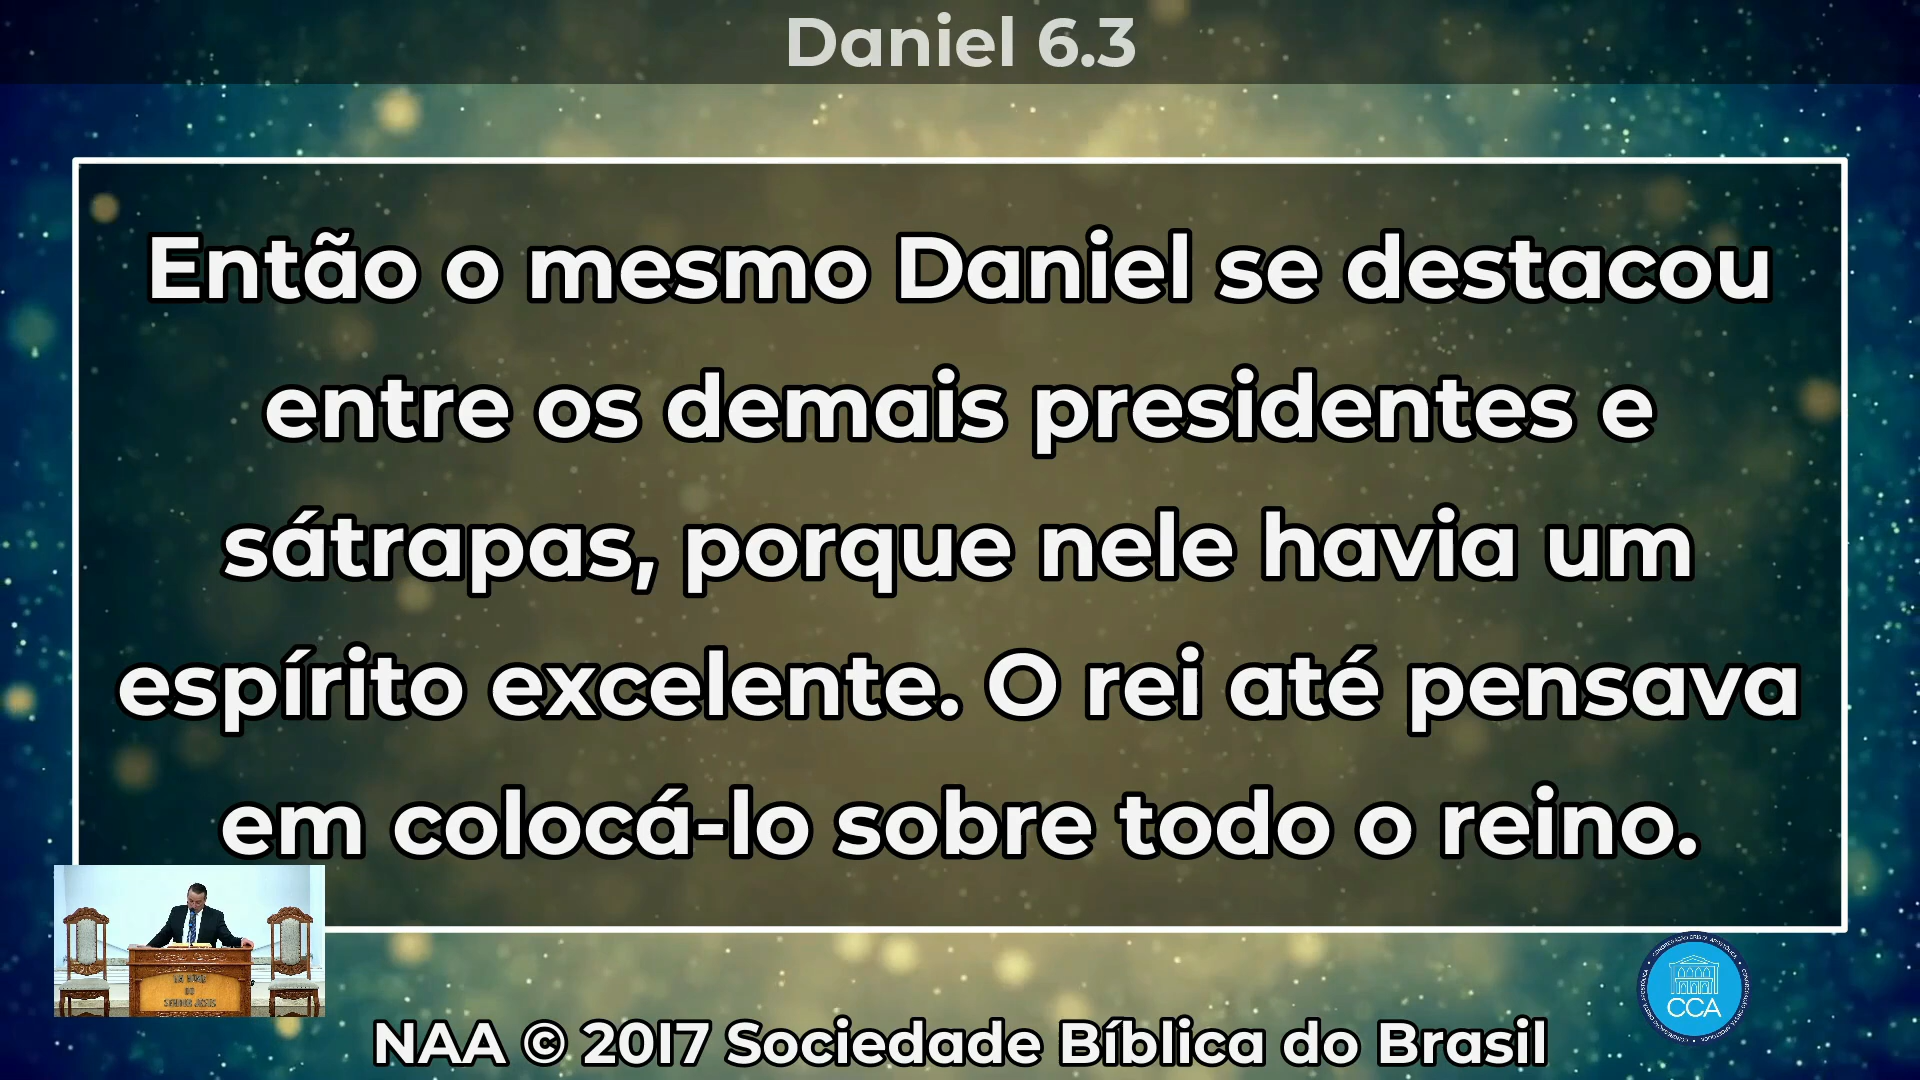 Daniel 6.3
Então o mesmo Daniel se destacou
entre os demais presidentes e
sátrapas, porque nele havia um
espírito excelente. O rei até pensava
em colocá-lo sobre todo o reino.
CCA
NAA © 2017 Sociedade Bíblica do Brasil